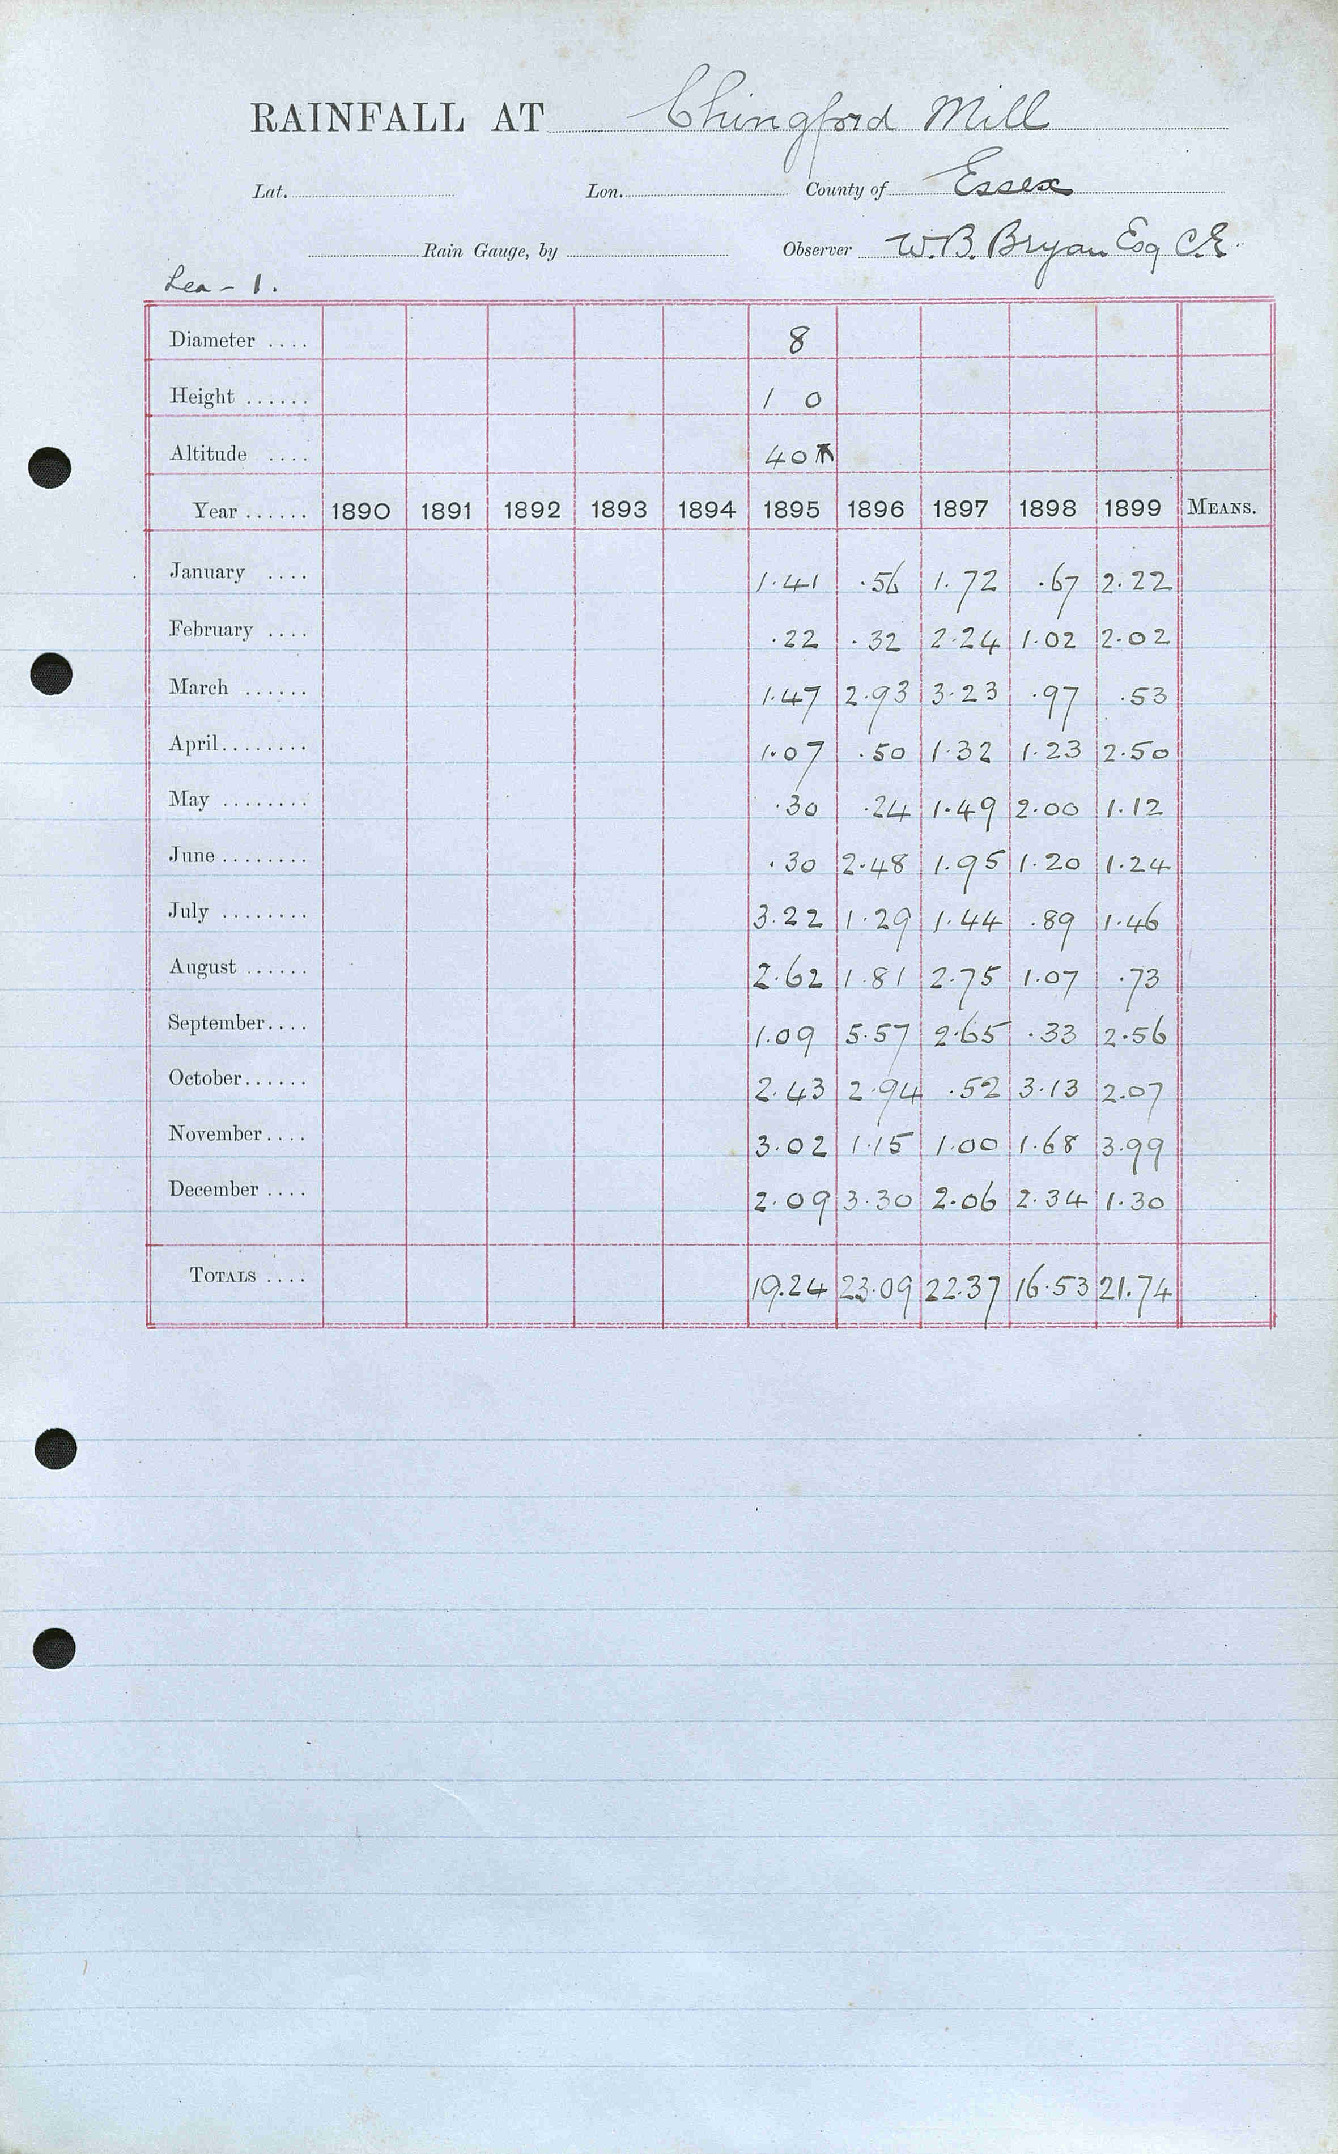 RAINFALL AT Chingford Mill
Lat. Lon. County of Essex
Rain Gauge, by Observer W.B. Bryan Esq C.E.
Lea - 1.
Diameter .... 8
Height ...... 1 0
Altitude .... 40
Year ...... 1890 1891 1892 1893 1894 1895 1896 1897 1898 1899 MEANS.
January .... 1.41 .56 1.72 .67 2.22
February .... .22 .32 2.24 1.02 2.02
March ...... 1.47 2.93 3.23 .97 .53
April........ 1.07 .50 1.32 1.23 2.50
May ........ .30 .24 1.49 2.00 1.12
June ........ .30 2.48 1.95 1.20 1.24
July ........ 3.22 1.29 1.44 .89 1.46
August ...... 2.62 1.81 2.75 1.07 .73
September.... 1.09 5.57 2.65 .33 2.56
October...... 2.43 2.94 .52 3.13 2.07
November.... 3.02 1.15 1.00 1.68 3.99
December .... 2.09 3.30 2.06 2.34 1.30
TOTALS .... 19.24 23.09 22.37 16.53 21.74